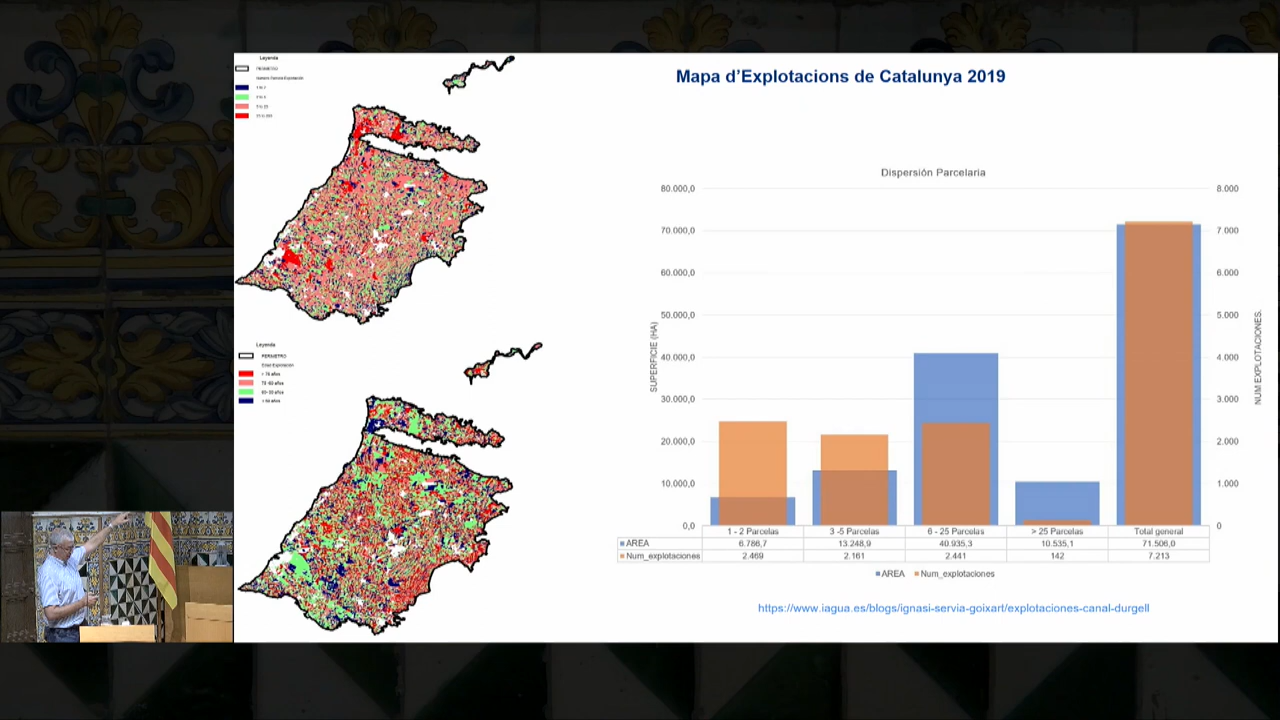 Leyenda
PERIMETRO
Mapa d'Explotacions de Catalunya 2019
Dispersión Parcelaria
80.000,0
70.000,0
60.000,0
50.000,0
40.000,0
30.000,0
20.000,0
10.000,0
0,0
SUPERFICIE (HA)
8.000
7.000
6.000
5.000
4.000
3.000
2.000
1.000
0
NUM EXPLOTACIONES.
1 - 2 Parcelas 3 -5 Parcelas 6 - 25 Parcelas > 25 Parcelas Total general
AREA 6.786,7 13.248,9 40.935,3 10.535,1 71.506,0
Num_explotaciones 2.469 2.161 2.441 142 7.213
AREA Num_explotaciones
https://www.iagua.es/blogs/ignasi-servia-goixart/explotaciones-canal-durgell
Leyenda
PERIMETRO